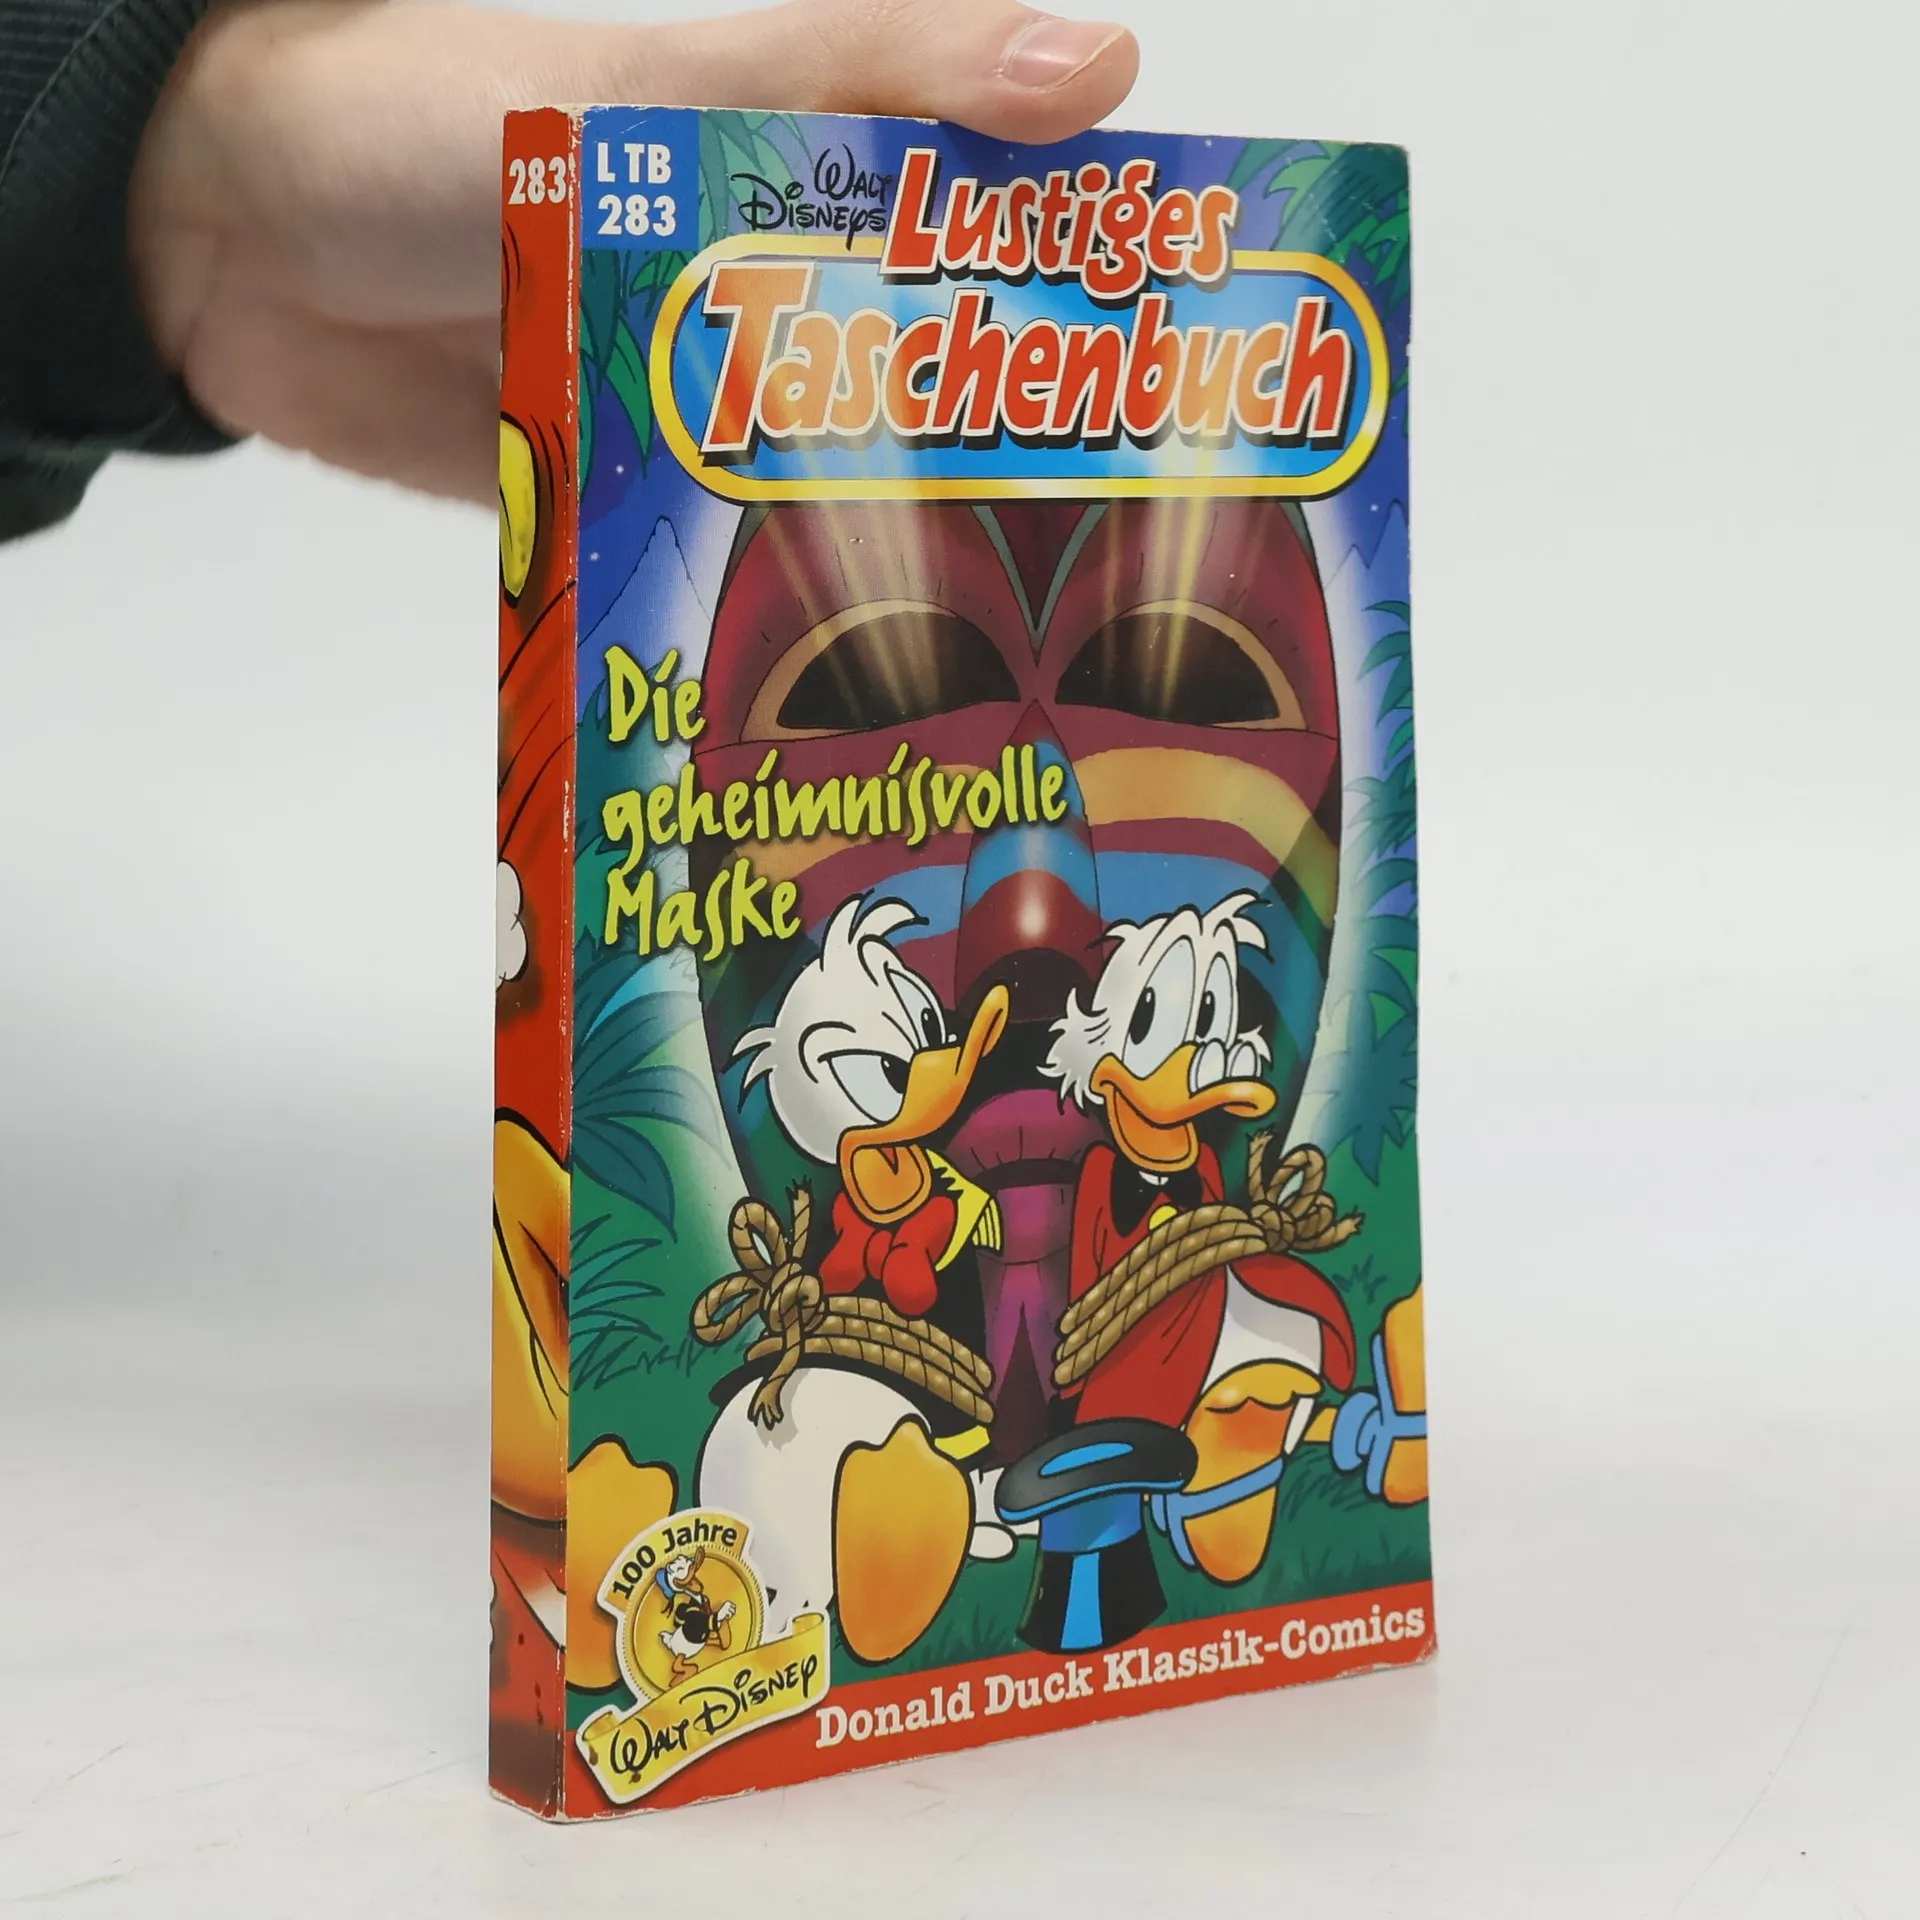 283
LTB
283
Walt
Disneys
Lustiges
Taschenbuch
Die
geheimnisvolle
Maske
100 Jahre
Walt Disney
Donald Duck Klassik-Comics